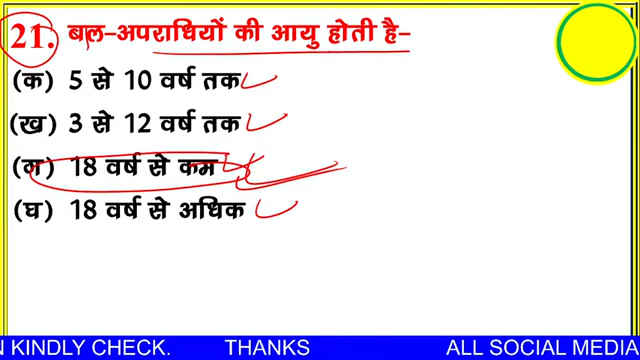 21. बाल-अपराधियों की आयु होती है-
(क) 5 से 10 वर्ष तक
(ख) 3 से 12 वर्ष तक
(ग) 18 वर्ष से कम
(घ) 18 वर्ष से अधिक
N KINDLY CHECK. THANKS ALL SOCIAL MEDIA